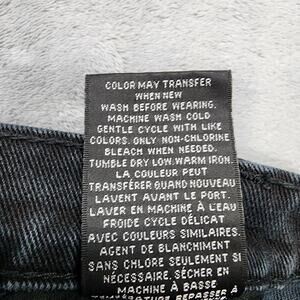 COLOR MAY TRANSFER
WHEN NEW
WASH BEFORE WEARING.
MACHINE WASH COLD
GENTLE CYCLE WITH LIKE
COLORS. ONLY NON-CHLORINE
BLEACH WHEN NEEDED.
TUMBLE DRY LOW. WARM IRON.
LA COULEUR PEUT
TRANSFÉRER QUAND NOUVEAU
LAVENT AVANT LE PORT.
LAVER EN MACHINE À L'EAU
FROIDE CYCLE DÉLICAT
AVEC COULEURS SIMILAIRES.
AGENT DE BLANCHIMENT
SANS CHLORE SEULEMENT SI
NÉCESSAIRE. SÉCHER EN
MACHINE À BASSE
TEMPÉRATURE REPASSER À